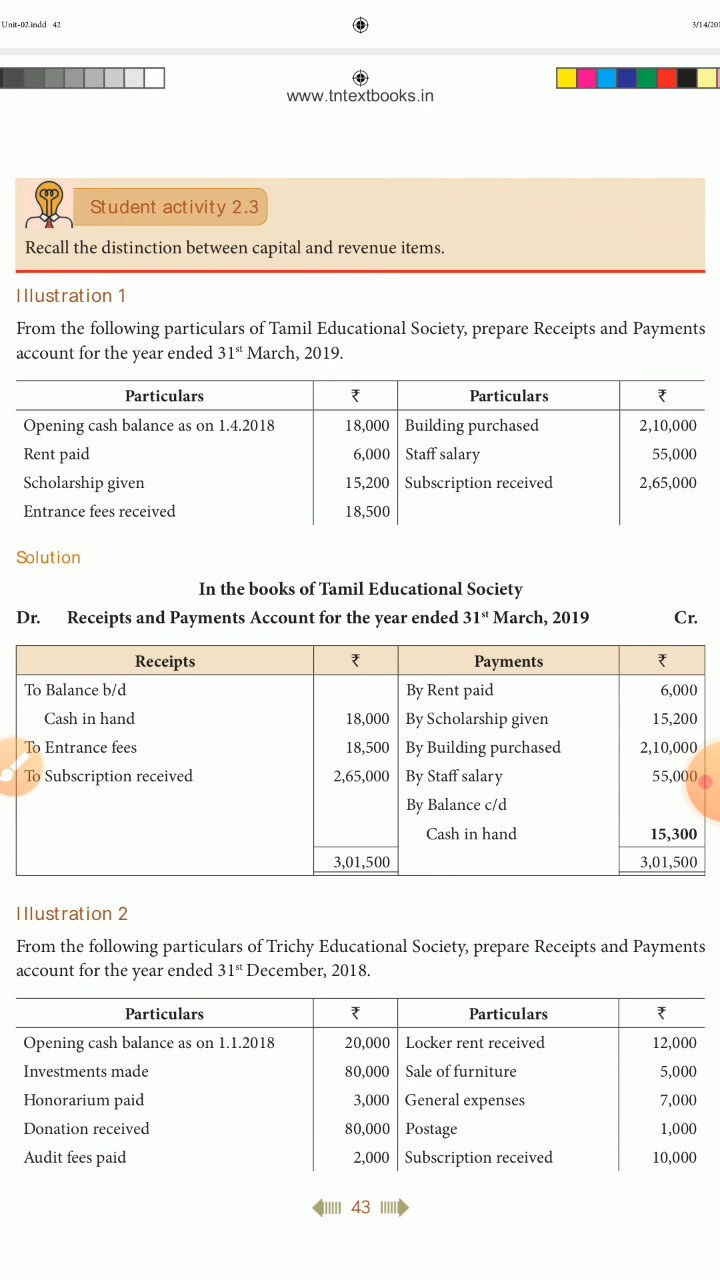 Unit-02.indd 42
3/14/201
www.tntextbooks.in
Student activity 2.3
Recall the distinction between capital and revenue items.
Illustration 1
From the following particulars of Tamil Educational Society, prepare Receipts and Payments
account for the year ended 31st March, 2019.
Particulars ₹ Particulars ₹
Opening cash balance as on 1.4.2018 18,000 Building purchased 2,10,000
Rent paid 6,000 Staff salary 55,000
Scholarship given 15,200 Subscription received 2,65,000
Entrance fees received 18,500
Solution
In the books of Tamil Educational Society
Dr. Receipts and Payments Account for the year ended 31st March, 2019 Cr.
Receipts ₹ Payments ₹
To Balance b/d By Rent paid 6,000
Cash in hand 18,000 By Scholarship given 15,200
To Entrance fees 18,500 By Building purchased 2,10,000
To Subscription received 2,65,000 By Staff salary 55,000
By Balance c/d
Cash in hand 15,300
3,01,500 3,01,500
Illustration 2
From the following particulars of Trichy Educational Society, prepare Receipts and Payments
account for the year ended 31st December, 2018.
Particulars ₹ Particulars ₹
Opening cash balance as on 1.1.2018 20,000 Locker rent received 12,000
Investments made 80,000 Sale of furniture 5,000
Honorarium paid 3,000 General expenses 7,000
Donation received 80,000 Postage 1,000
Audit fees paid 2,000 Subscription received 10,000
43